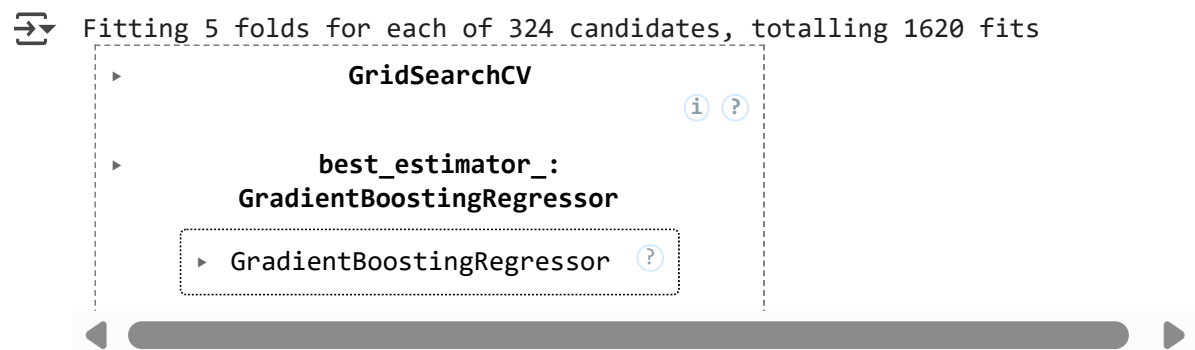 Fitting 5 folds for each of 324 candidates, totalling 1620 fits
GridSearchCV
i ?
best_estimator_:
GradientBoostingRegressor
GradientBoostingRegressor ?